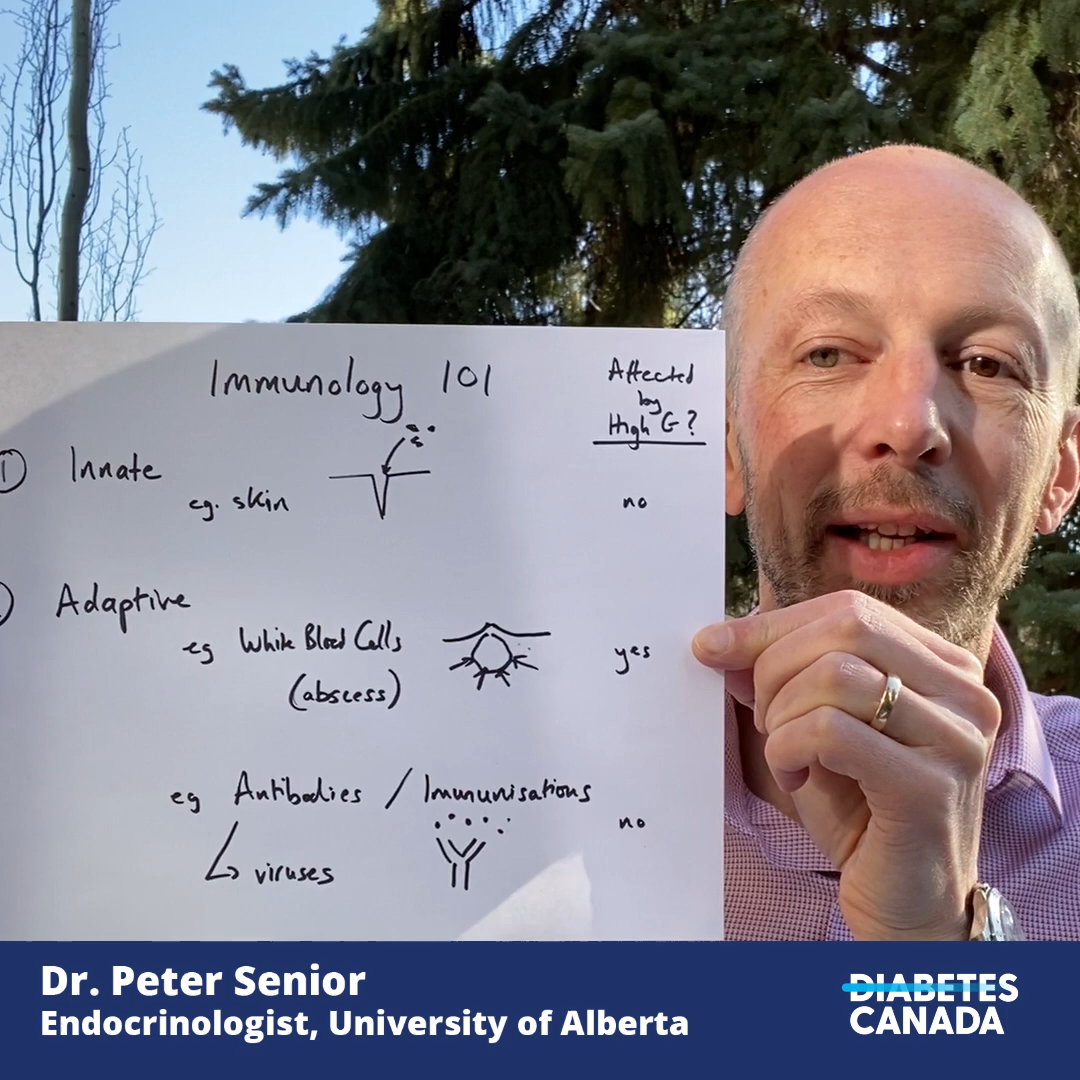 Immunology 101
Affected
by
High G?
1 Innate
eg. skin
no
Adaptive
eg White Blood Cells
(abscess)
yes
eg Antibodies / Immunisations
no
viruses
Dr. Peter Senior
Endocrinologist, University of Alberta
DIABETES
CANADA